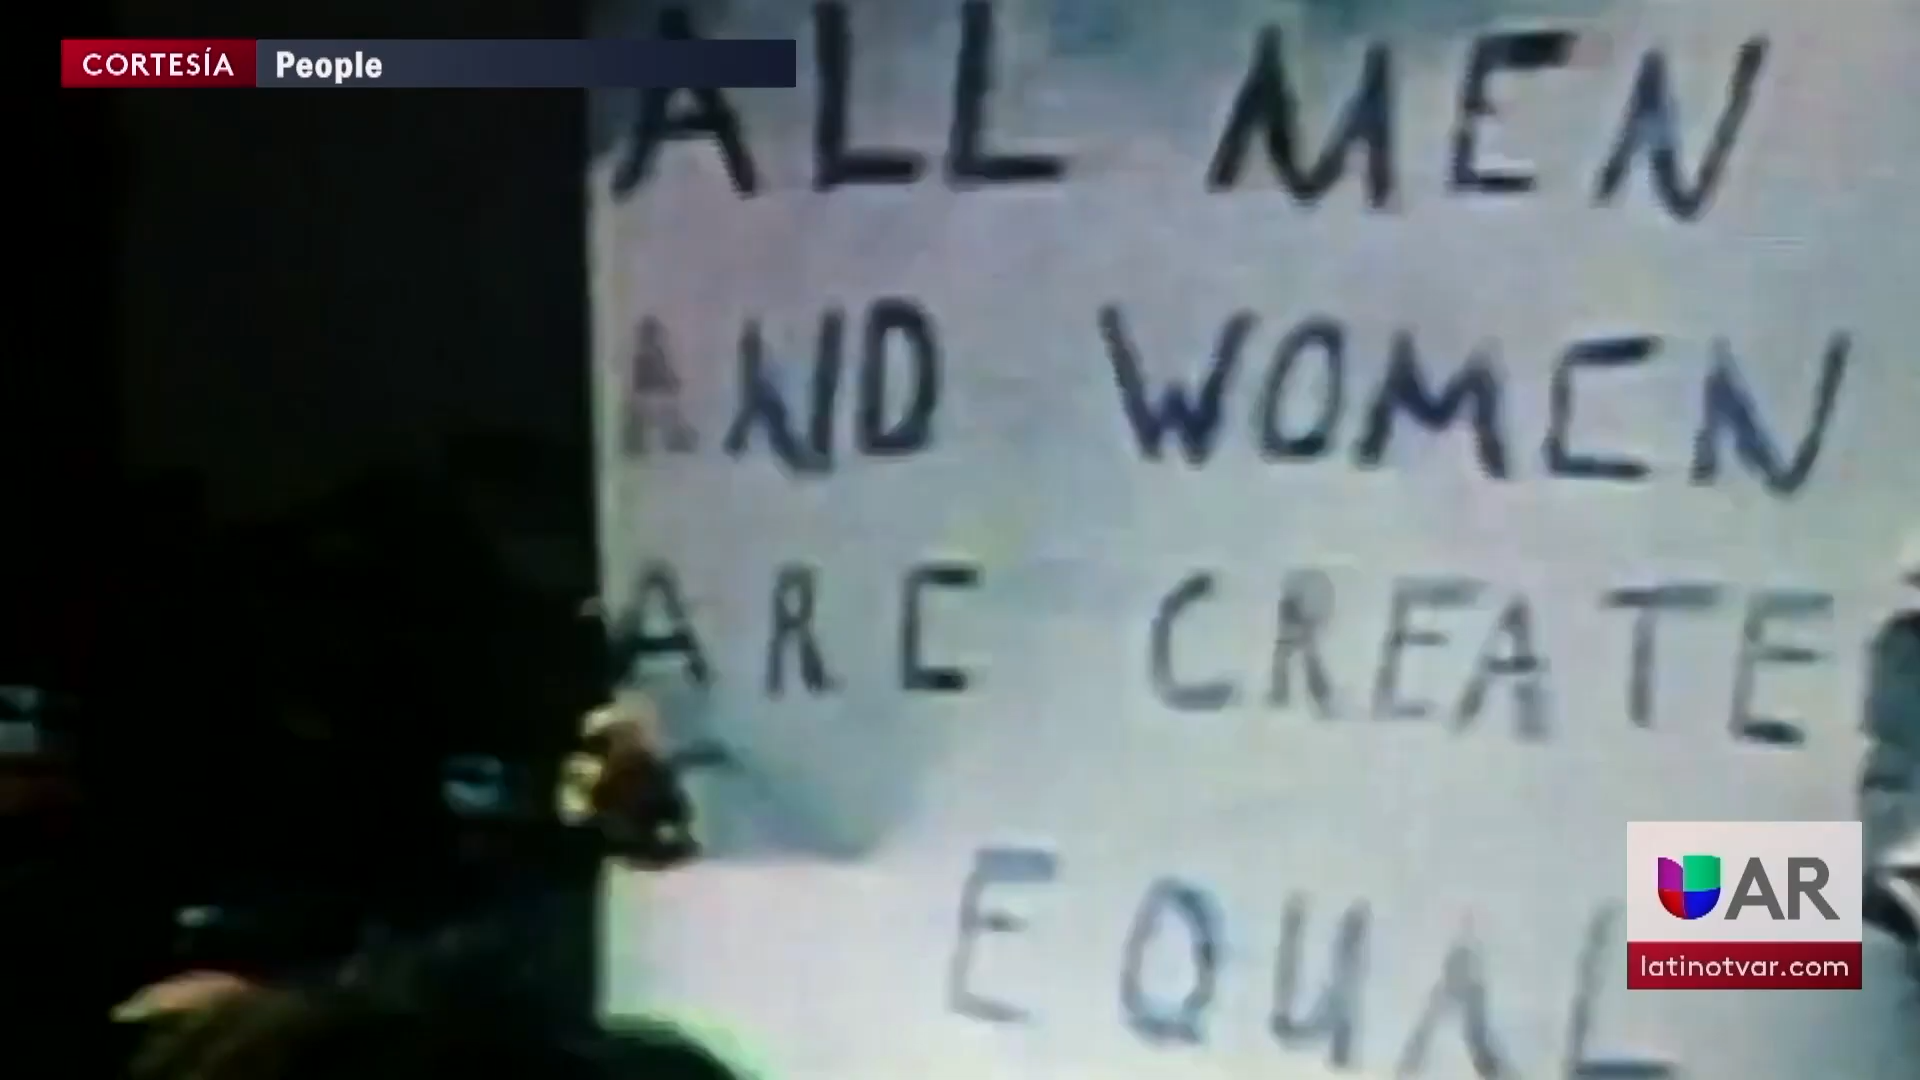 CORTESÍA People
ALL MEN
AND WOMEN
ARE CREATE
EQUAL
AR
latinotvar.com